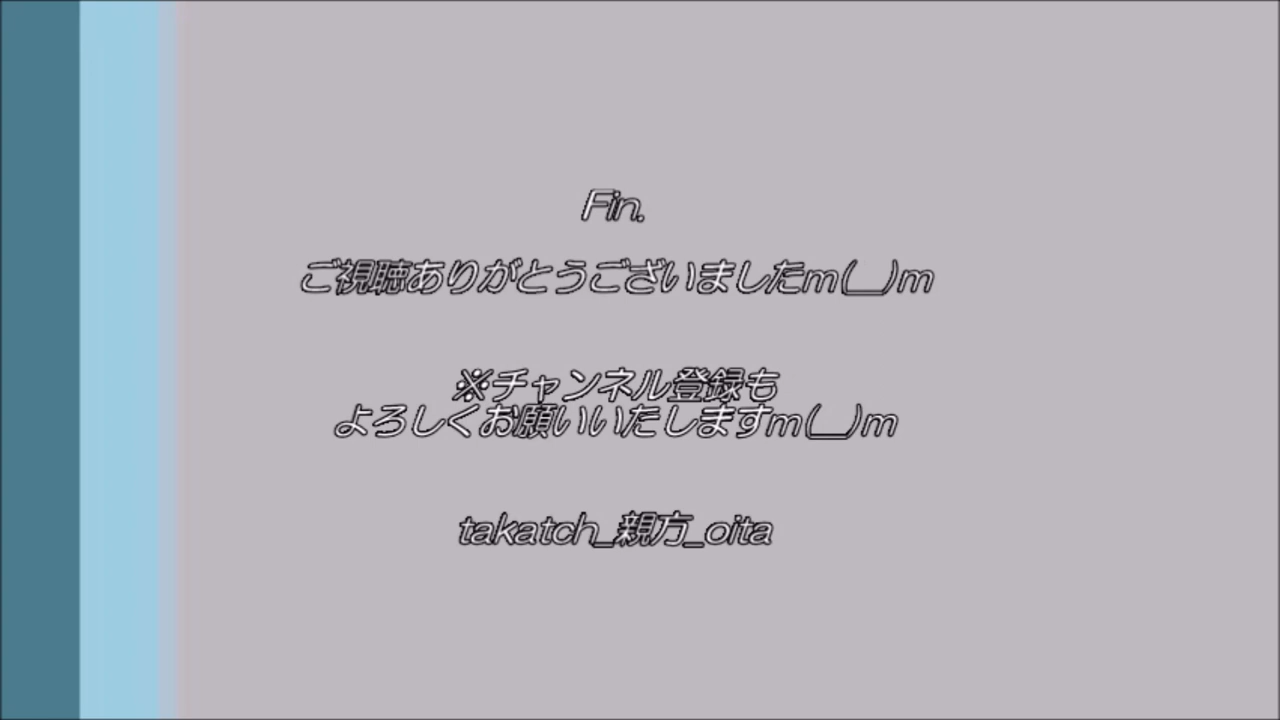 Fin.
ご視聴ありがとうございましたm(__)m
※チャンネル登録も
よろしくお願いいたしますm(__)m
takatch_親方_oita